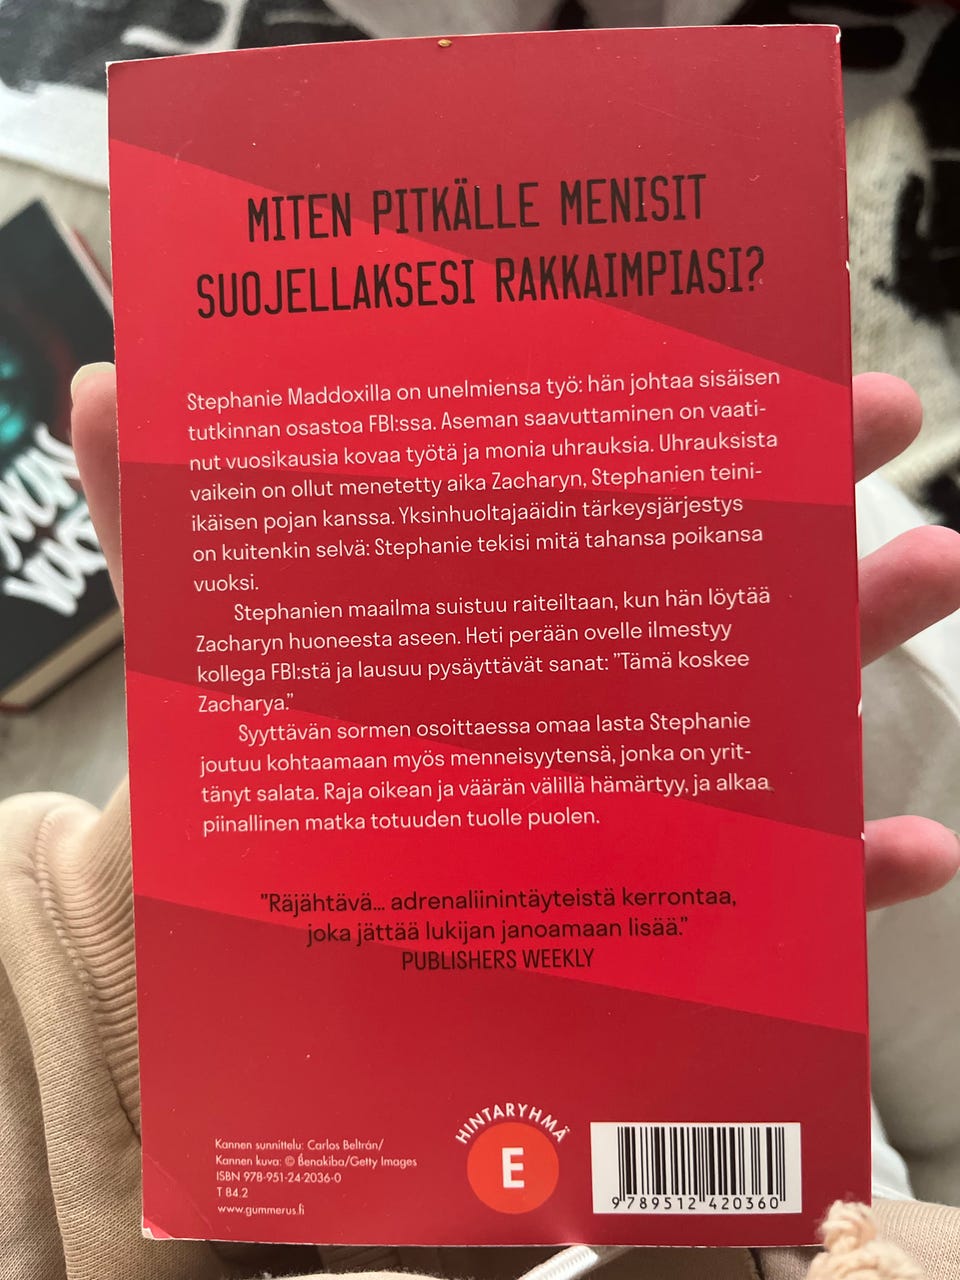 MITEN PITKÄLLE MENISIT
SUOJELLAKSESI RAKKAIMPIASI?
Stephanie Maddoxilla on unelmiensa työ: hän johtaa sisäisen
tutkinnan osastoa FBI:ssa. Aseman saavuttaminen on vaati-
nut vuosikausia kovaa työtä ja monia uhrauksia. Uhrauksista
vaikein on ollut menetetty aika Zacharyn, Stephanien teini-
ikäisen pojan kanssa. Yksinhuoltajaäidin tärkeysjärjestys
on kuitenkin selvä: Stephanie tekisi mitä tahansa poikansa
vuoksi.
Stephanien maailma suistuu raiteiltaan, kun hän löytää
Zacharyn huoneesta aseen. Heti perään ovelle ilmestyy
kollega FBI:stä ja lausuu pysäyttävät sanat: ”Tämä koskee
Zacharya.”
Syyttävän sormen osoittaessa omaa lasta Stephanie
joutuu kohtaamaan myös menneisyytensä, jonka on yrit-
tänyt salata. Raja oikean ja väärän välillä hämärtyy, ja alkaa
piinallinen matka totuuden tuolle puolen.
”Räjähtävä... adrenaliinintäyteistä kerrontaa,
joka jättää lukijan janoamaan lisää.”
PUBLISHERS WEEKLY
Kannen sunnittelu: Carlos Beltrán/
Kannen kuva: © Benakiba/Getty Images
ISBN 978-951-24-2036-0
T 84.2
www.gummerus.fi
HINTARYHMÄ
E
9 789512 420360